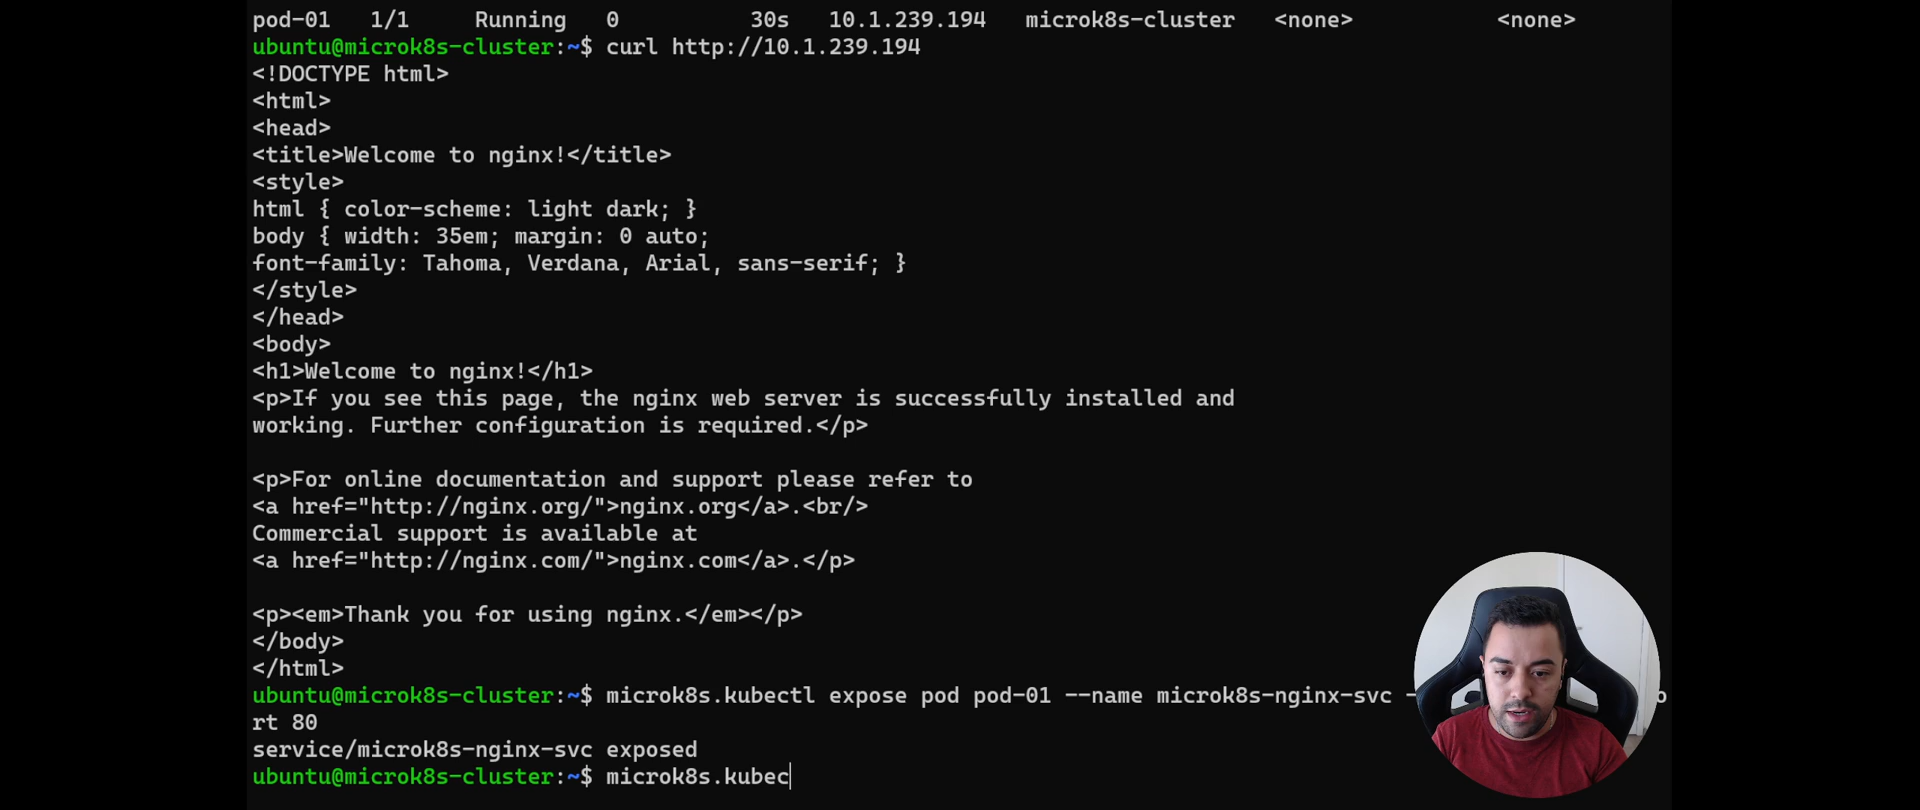 pod-01   1/1     Running   0          30s   10.1.239.194   microk8s-cluster   <none>           <none>
ubuntu@microk8s-cluster:~$ curl http://10.1.239.194
<!DOCTYPE html>
<html>
<head>
<title>Welcome to nginx!</title>
<style>
html { color-scheme: light dark; }
body { width: 35em; margin: 0 auto;
font-family: Tahoma, Verdana, Arial, sans-serif; }
</style>
</head>
<body>
<h1>Welcome to nginx!</h1>
<p>If you see this page, the nginx web server is successfully installed and
working. Further configuration is required.</p>

<p>For online documentation and support please refer to
<a href="http://nginx.org/">nginx.org</a>.<br/>
Commercial support is available at
<a href="http://nginx.com/">nginx.com</a>.</p>

<p><em>Thank you for using nginx.</em></p>
</body>
</html>
ubuntu@microk8s-cluster:~$ microk8s.kubectl expose pod pod-01 --name microk8s-nginx-svc
rt 80
service/microk8s-nginx-svc exposed
ubuntu@microk8s-cluster:~$ microk8s.kubec